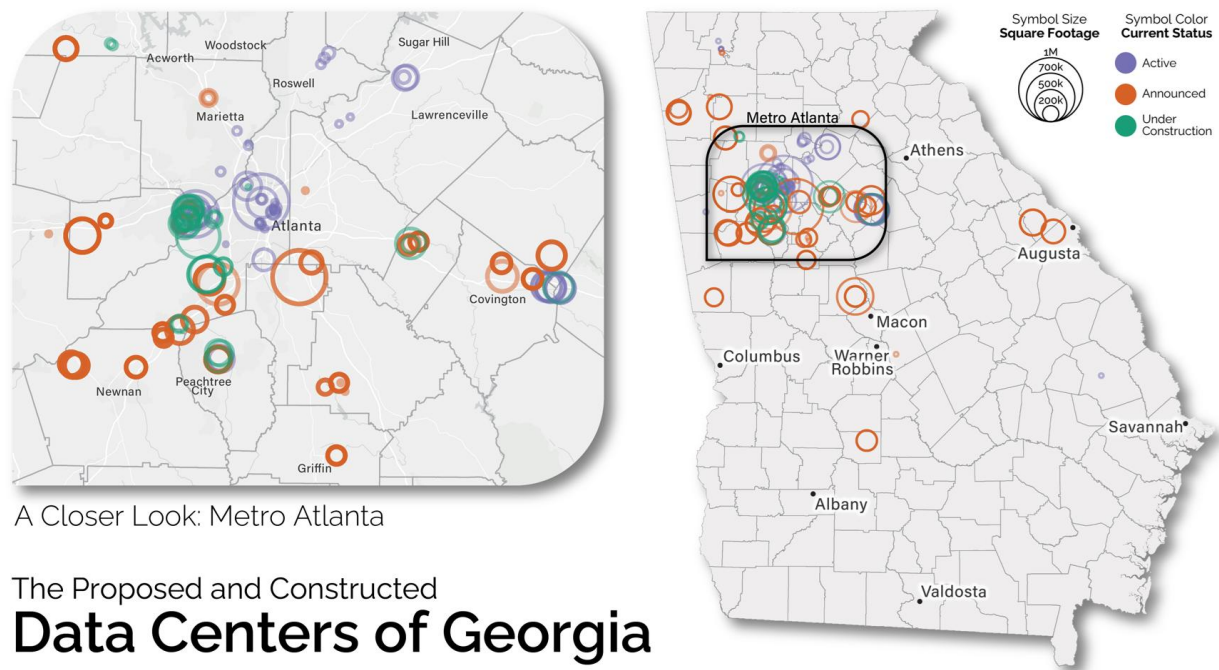 Woodstock
Sugar Hill
Acworth
Roswell
Marietta
Lawrenceville
Atlanta
Covington
Newnan
Peachtree
City
Griffin
A Closer Look: Metro Atlanta
The Proposed and Constructed
Data Centers of Georgia
Symbol Size
Square Footage
1M
700k
500k
200k
Symbol Color
Current Status
Active
Announced
Under
Construction
Metro Atlanta
Athens
Augusta
Macon
Columbus
Warner
Robbins
Savannah
Albany
Valdosta